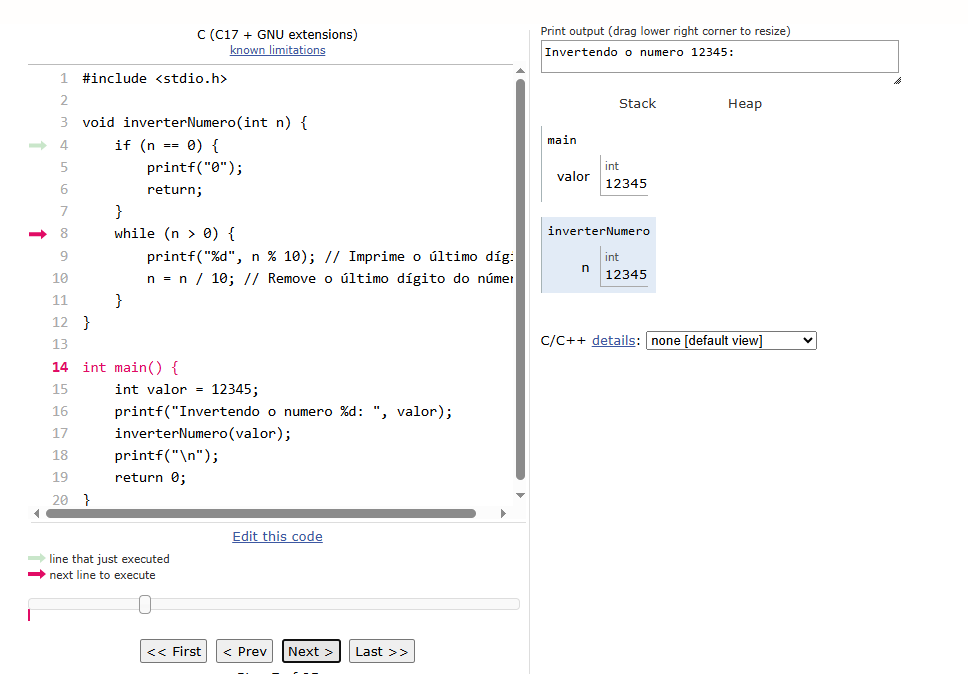 C (C17 + GNU extensions)
known limitations
1 #include <stdio.h>
2
3 void inverterNumero(int n) {
4 if (n == 0) {
5 printf("0");
6 return;
7 }
8 while (n > 0) {
9 printf("%d", n % 10); // Imprime o último díg
10 n = n / 10; // Remove o último dígito do núme
11 }
12 }
13
14 int main() {
15 int valor = 12345;
16 printf("Invertendo o numero %d: ", valor);
17 inverterNumero(valor);
18 printf("\n");
19 return 0;
20 }
Edit this code
line that just executed
next line to execute
<< First
< Prev
Next >
Last >>
Print output (drag lower right corner to resize)
Invertendo o numero 12345:
Stack Heap
main
valor int 12345
inverterNumero
n int 12345
C/C++ details: none [default view]